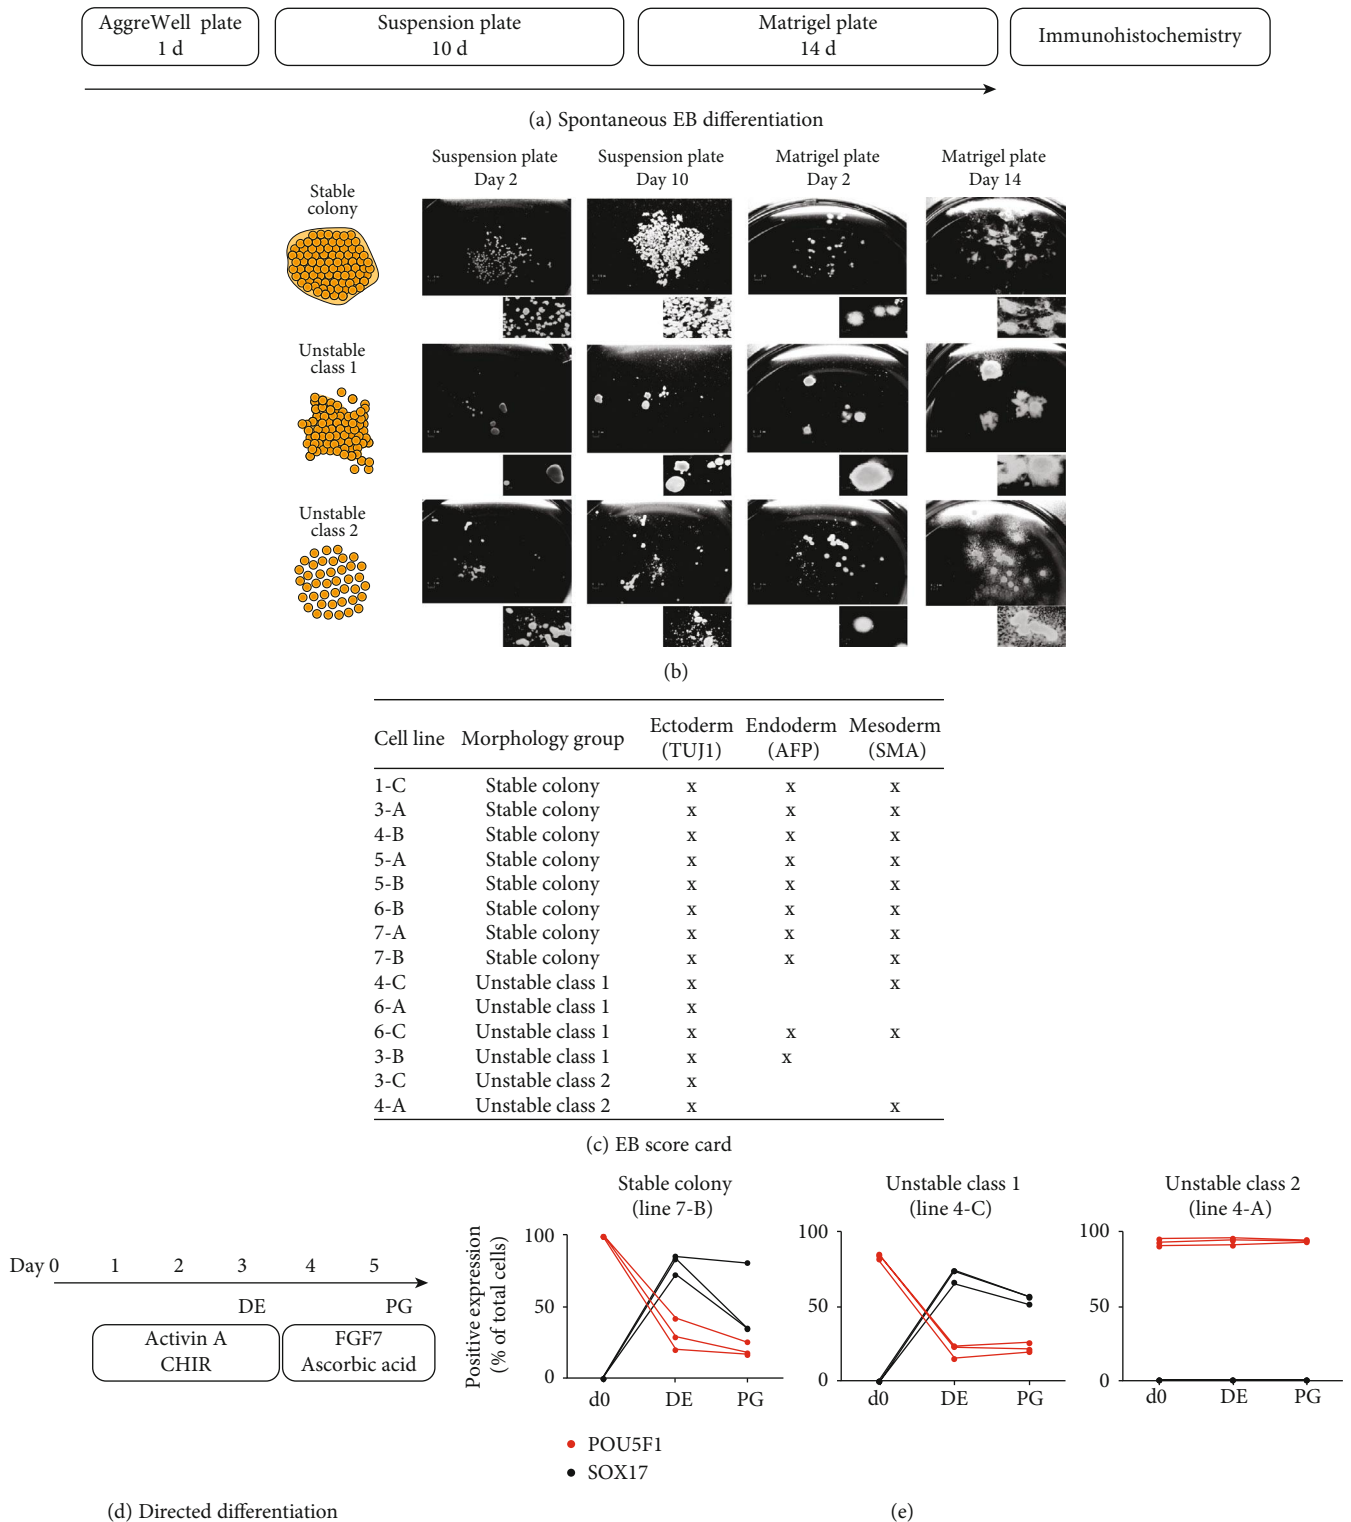 AggreWell plate
1 d
Suspension plate
10 d
Matrigel plate
14 d
Immunohistochemistry
(a) Spontaneous EB differentiation
Suspension plate
Day 2
Suspension plate
Day 10
Matrigel plate
Day 2
Matrigel plate
Day 14
Stable
colony
Unstable
class 1
Unstable
class 2
(b)
Cell line Morphology group Ectoderm (TUJ1) Endoderm (AFP) Mesoderm (SMA)
1-C Stable colony x x x
3-A Stable colony x x x
4-B Stable colony x x x
5-A Stable colony x x x
5-B Stable colony x x x
6-B Stable colony x x x
7-A Stable colony x x x
7-B Stable colony x x x
4-C Unstable class 1 x x
6-A Unstable class 1 x
6-C Unstable class 1 x x x
3-B Unstable class 1 x x
3-C Unstable class 2 x
4-A Unstable class 2 x x
(c) EB score card
Day 0 1 2 3 4 5
DE PG
Activin A
CHIR
FGF7
Ascorbic acid
(d) Directed differentiation
Stable colony
(line 7-B)
Positive expression
(% of total cells)
100
50
0
d0 DE PG
Unstable class 1
(line 4-C)
100
50
0
d0 DE PG
Unstable class 2
(line 4-A)
100
50
0
d0 DE PG
POU5F1
SOX17
(e)